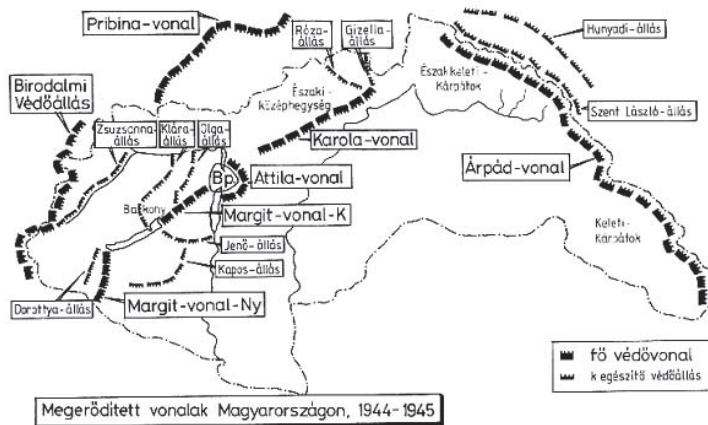 Pribina-vonal
Róza-
állás
Gizella-
állás
Hunyadi-állás
Birodalmi
Védőállás
Északi-
középhegység
Északkeleti-
Kárpátok
Szent László-állás
Zsuzsanna-
állás
Klára-
állás
Olga-
állás
Karola-vonal
Árpád-vonal
Bp.
Attila-vonal
Bakony
Margit-vonal-K
Keleti-
Kárpátok
Jenő-állás
Kapos-állás
Dorottya-állás
Margit-vonal-Ny
fő védővonal
kiegészítő védőállás
Megerődített vonalak Magyarországon, 1944-1945